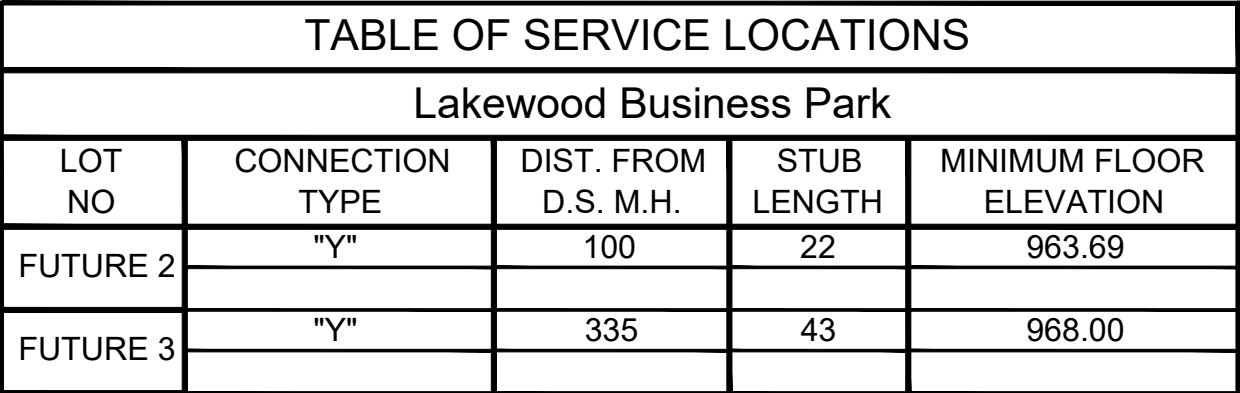 TABLE OF SERVICE LOCATIONS
Lakewood Business Park
LOT NO CONNECTION TYPE DIST. FROM D.S. M.H. STUB LENGTH MINIMUM FLOOR ELEVATION
FUTURE 2 "Y" 100 22 963.69
FUTURE 3 "Y" 335 43 968.00